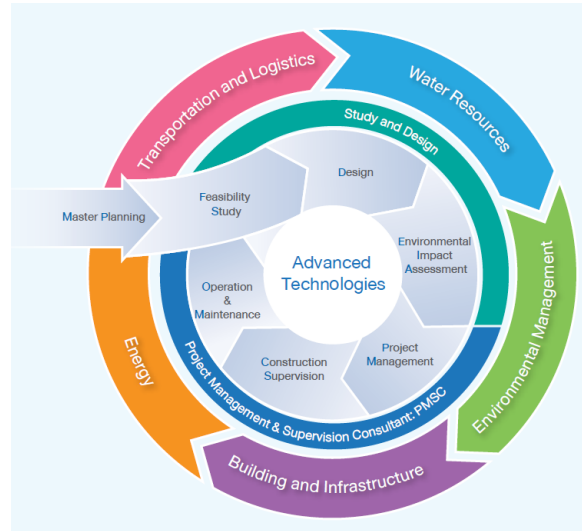 Transportation and Logistics
Water Resources
Environmental Management
Building and Infrastructure
Energy
Study and Design
Project Management & Supervision Consultant: PMSC
Master Planning
Feasibility
Study
Design
Environmental
Impact
Assessment
Project
Management
Construction
Supervision
Operation
&
Maintenance
Advanced
Technologies